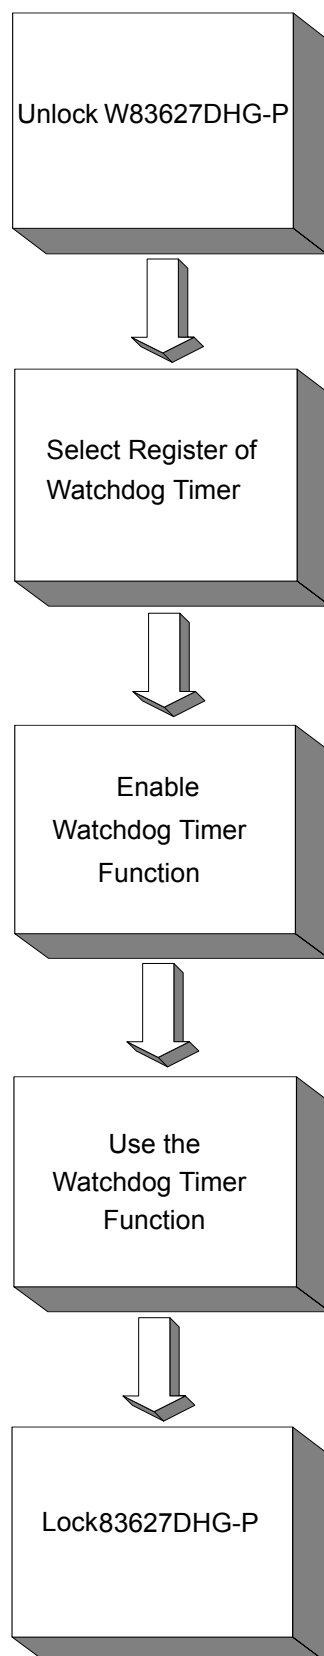 Unlock W83627DHG-P
Select Register of
Watchdog Timer
Enable
Watchdog Timer
Function
Use the
Watchdog Timer
Function
Lock83627DHG-P